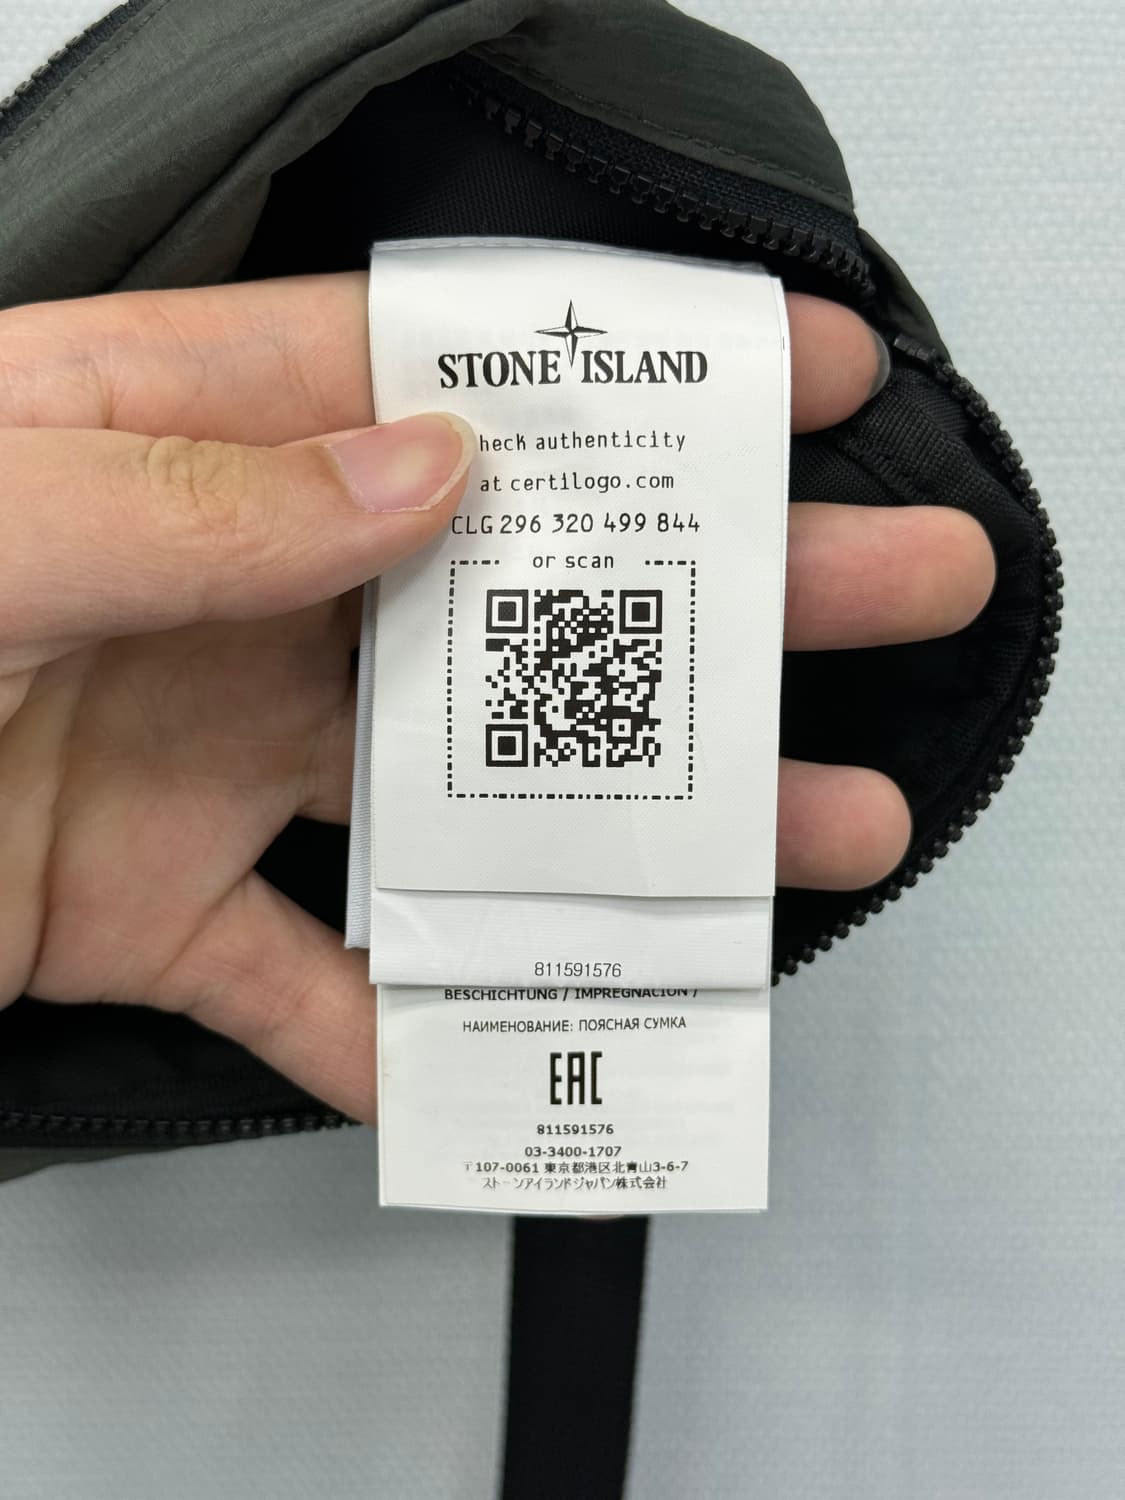 STONE ISLAND
heck authenticity
at certilogo.com
CLG 296 320 499 844
or scan
811591576
BESCHICHTUNG / IMPREGNACIÓN /
НАИМЕНОВАНИЕ: ПОЯСНАЯ СУМКА
EAC
811591576
03-3400-1707
〒107-0061 東京都港区北青山3-6-7
ストーンアイランドジャパン株式会社